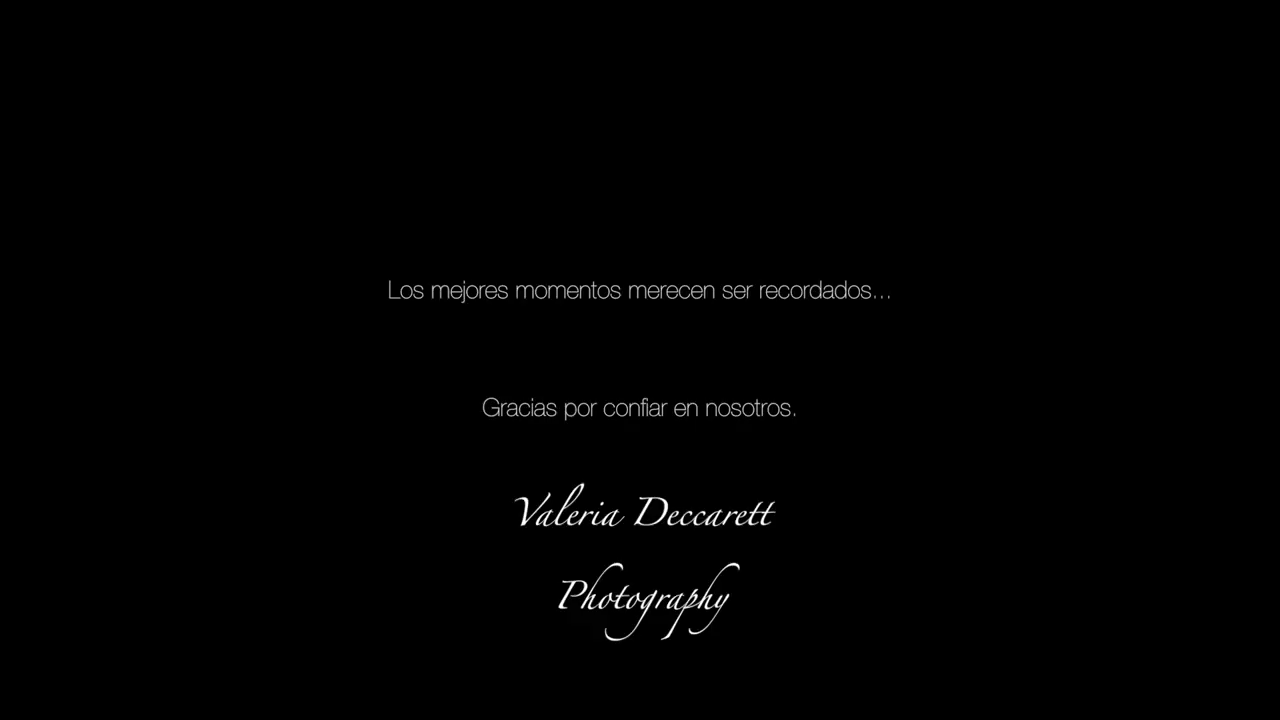 Los mejores momentos merecen ser recordados...
Gracias por confiar en nosotros.
Valeria Deccarett
Photography